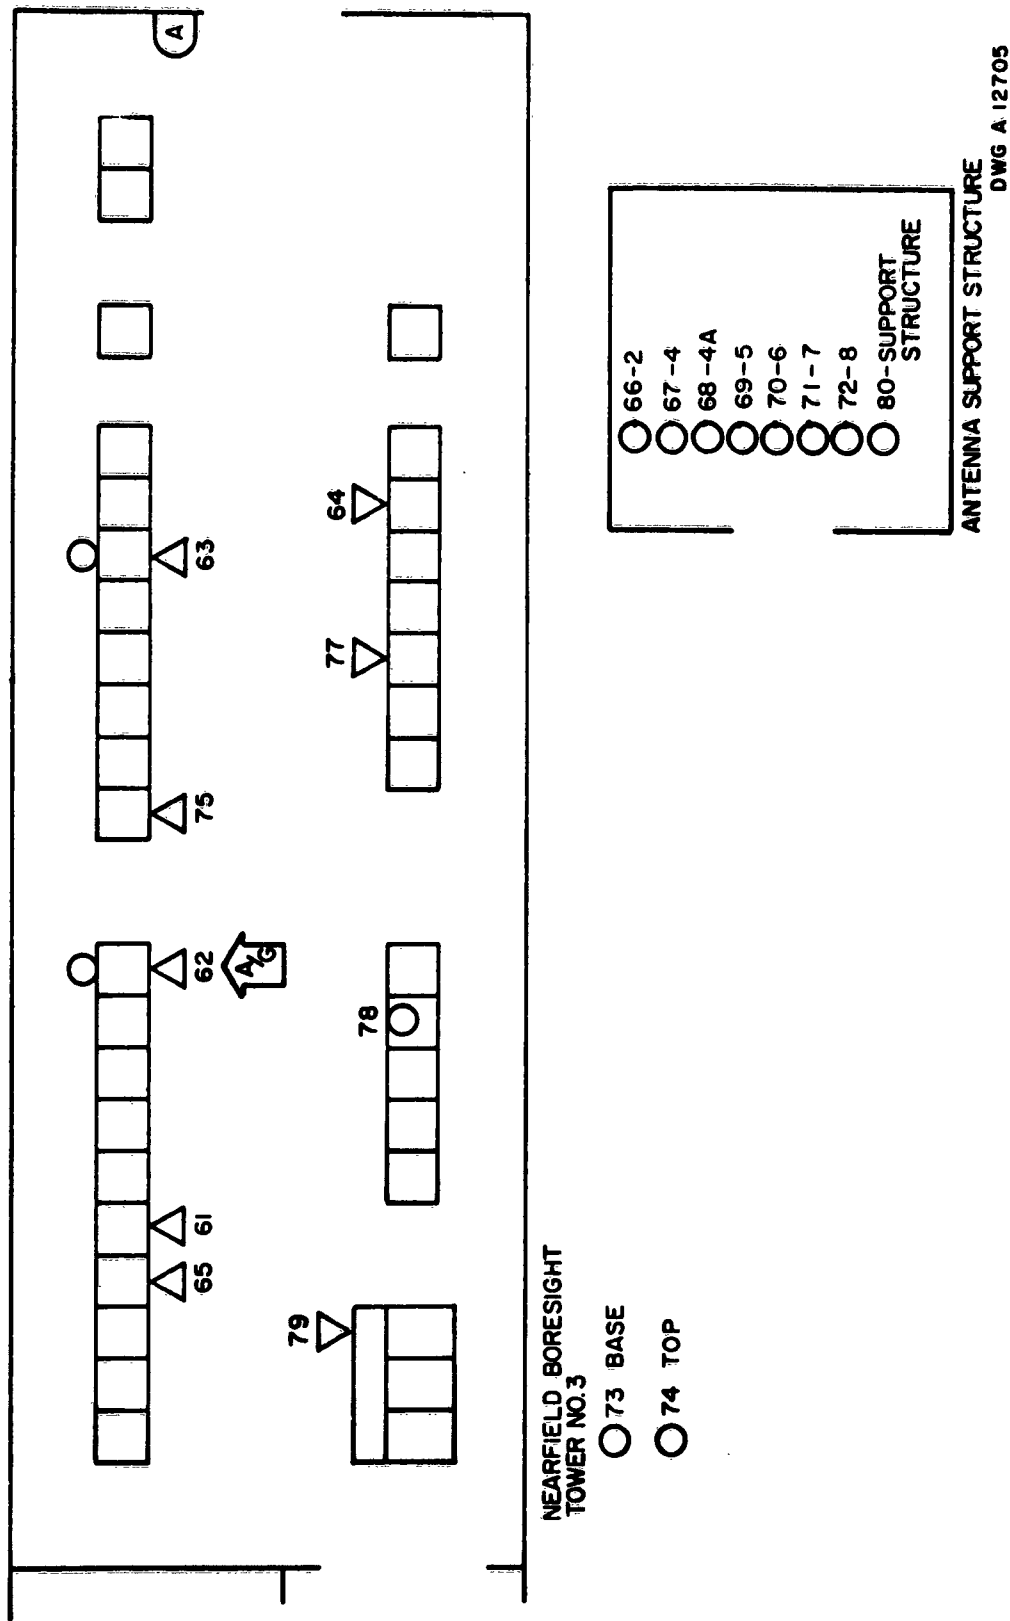 65
61
62
75
63
A/G
A
79
78
77
64
NEARFIELD BORESIGHT
TOWER NO.3
73 BASE
74 TOP
66-2
67-4
68-4A
69-5
70-6
71-7
72-8
80-SUPPORT
STRUCTURE
ANTENNA SUPPORT STRUCTURE
DWG A 12705